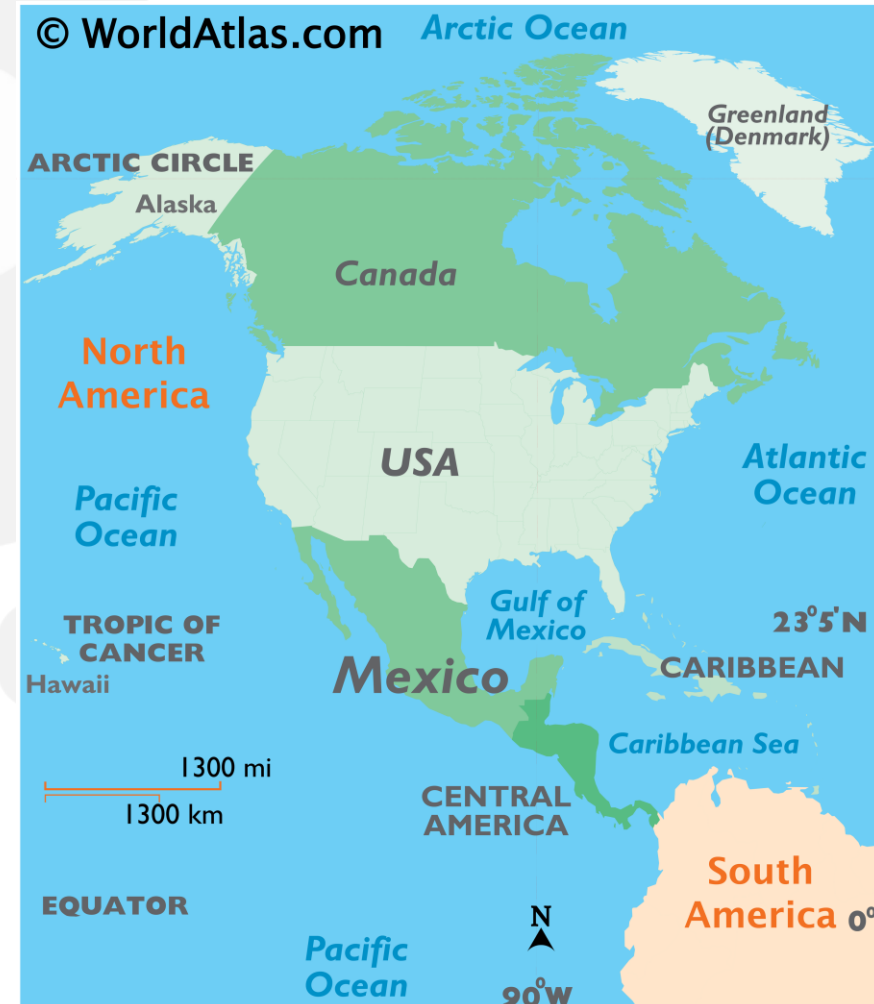 © WorldAtlas.com
Arctic Ocean
Greenland
(Denmark)
ARCTIC CIRCLE
Alaska
Canada
North
America
USA
Atlantic
Ocean
Pacific
Ocean
Gulf of
Mexico
23°5'N
TROPIC OF
CANCER
CARIBBEAN
Hawaii
Mexico
Caribbean Sea
1300 mi
1300 km
CENTRAL
AMERICA
South
America
0°
EQUATOR
N
Pacific
Ocean
90°W